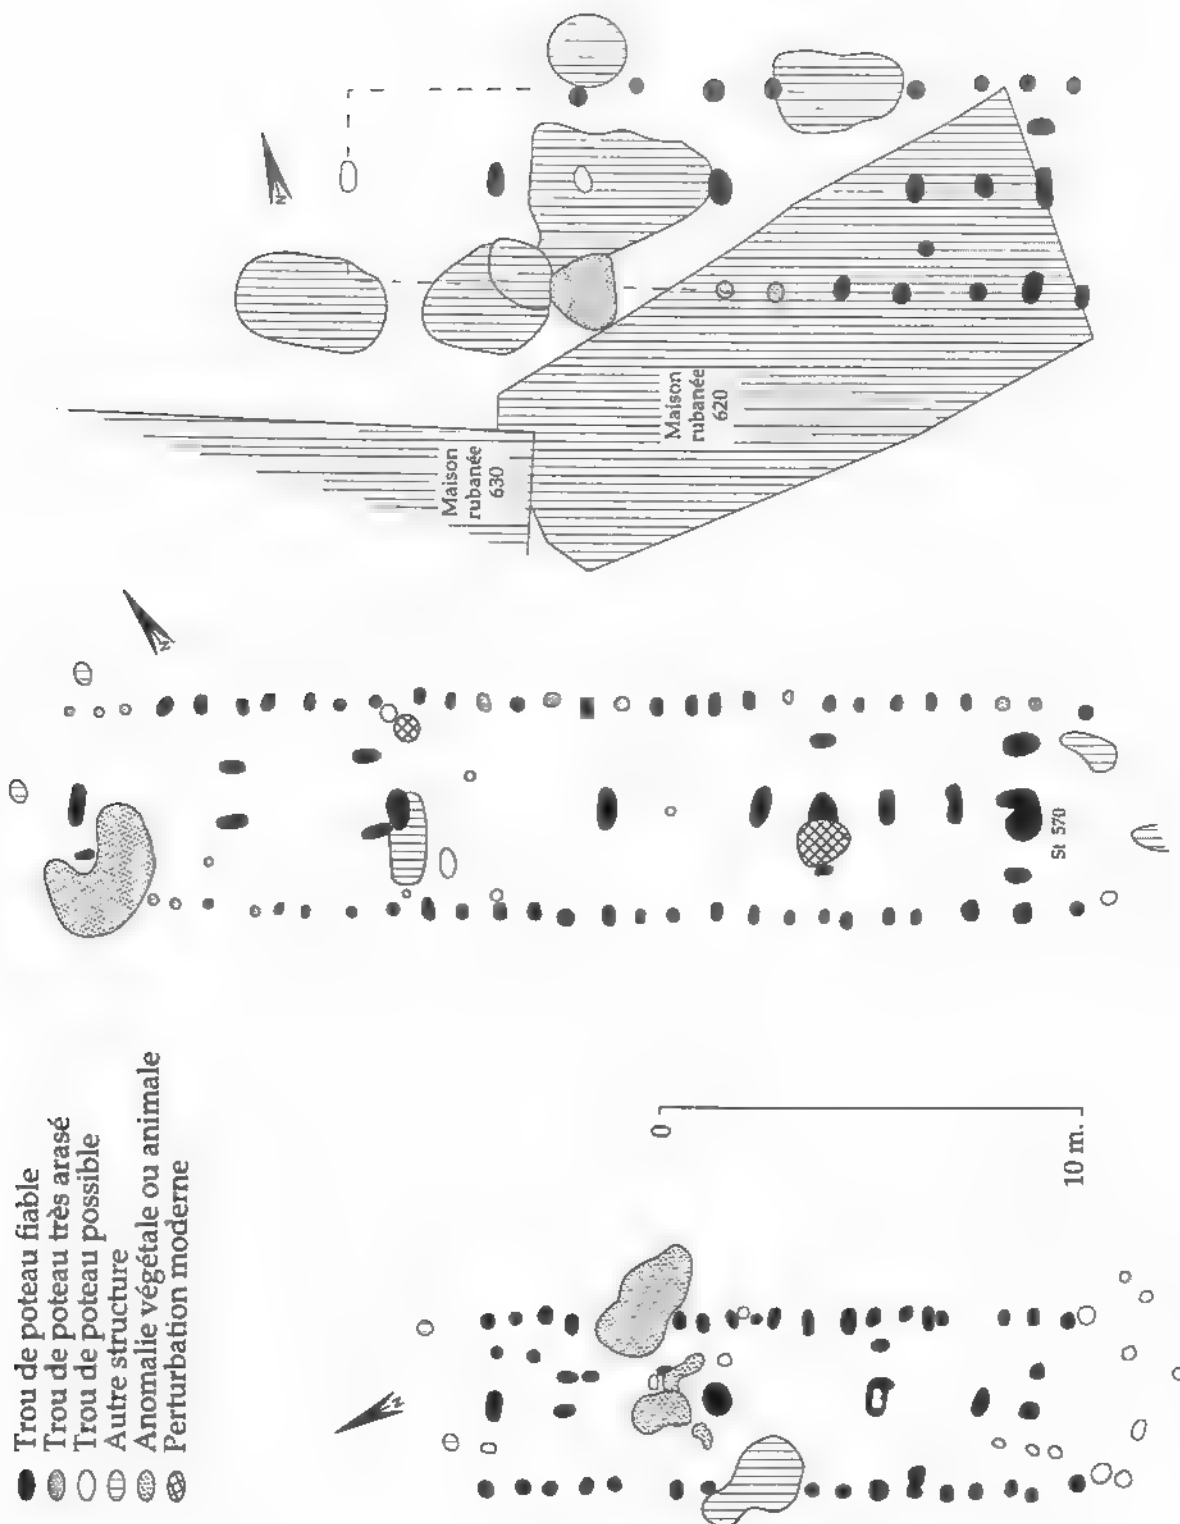 Trou de poteau fiable
Trou de poteau très arasé
Trou de poteau possible
Autre structure
Anomalie végétale ou animale
Perturbation moderne
0
10 m.
N
N
St 570
N
Maison
rubanée
630
Maison
rubanée
620